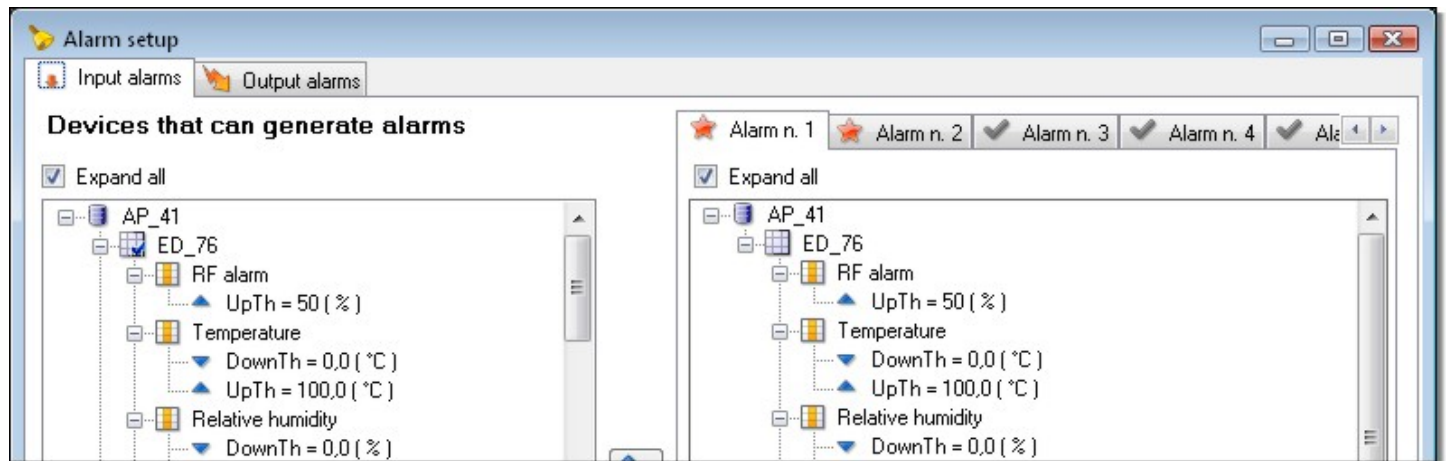 Alarm setup
Input alarms
Output alarms
Devices that can generate alarms
Expand all
AP_41
ED_76
RF alarm
UpTh = 50 ( % )
Temperature
DownTh = 0,0 ( °C )
UpTh = 100,0 ( °C )
Relative humidity
DownTh = 0,0 ( % )
Alarm n. 1
Alarm n. 2
Alarm n. 3
Alarm n. 4
Expand all
AP_41
ED_76
RF alarm
UpTh = 50 ( % )
Temperature
DownTh = 0,0 ( °C )
UpTh = 100,0 ( °C )
Relative humidity
DownTh = 0,0 ( % )